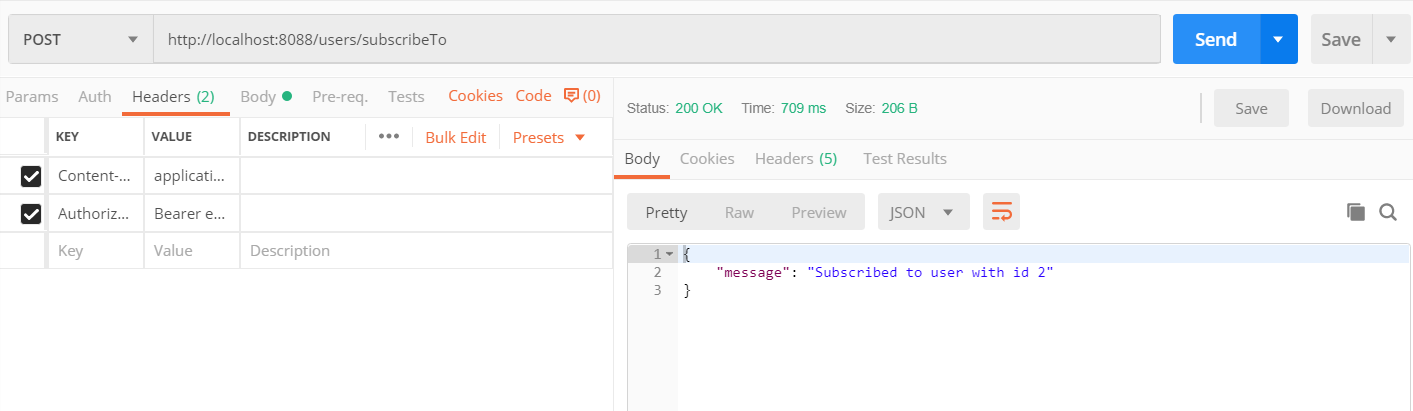 POST http://localhost:8088/users/subscribeTo Send Save
Params Auth Headers (2) Body Pre-req. Tests Cookies Code (0)
KEY VALUE DESCRIPTION ••• Bulk Edit Presets
Content-... applicati...
Authoriz... Bearer e...
Key Value Description
Status: 200 OK Time: 709 ms Size: 206 B Save Download
Body Cookies Headers (5) Test Results
Pretty Raw Preview JSON
1 {
2 "message": "Subscribed to user with id 2"
3 }